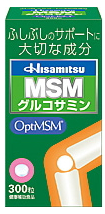 ふしぶしのサポートに
大切な成分
Hisamitsu
MSM
グルコサミン
OptiMSM®
300粒
健康補助食品